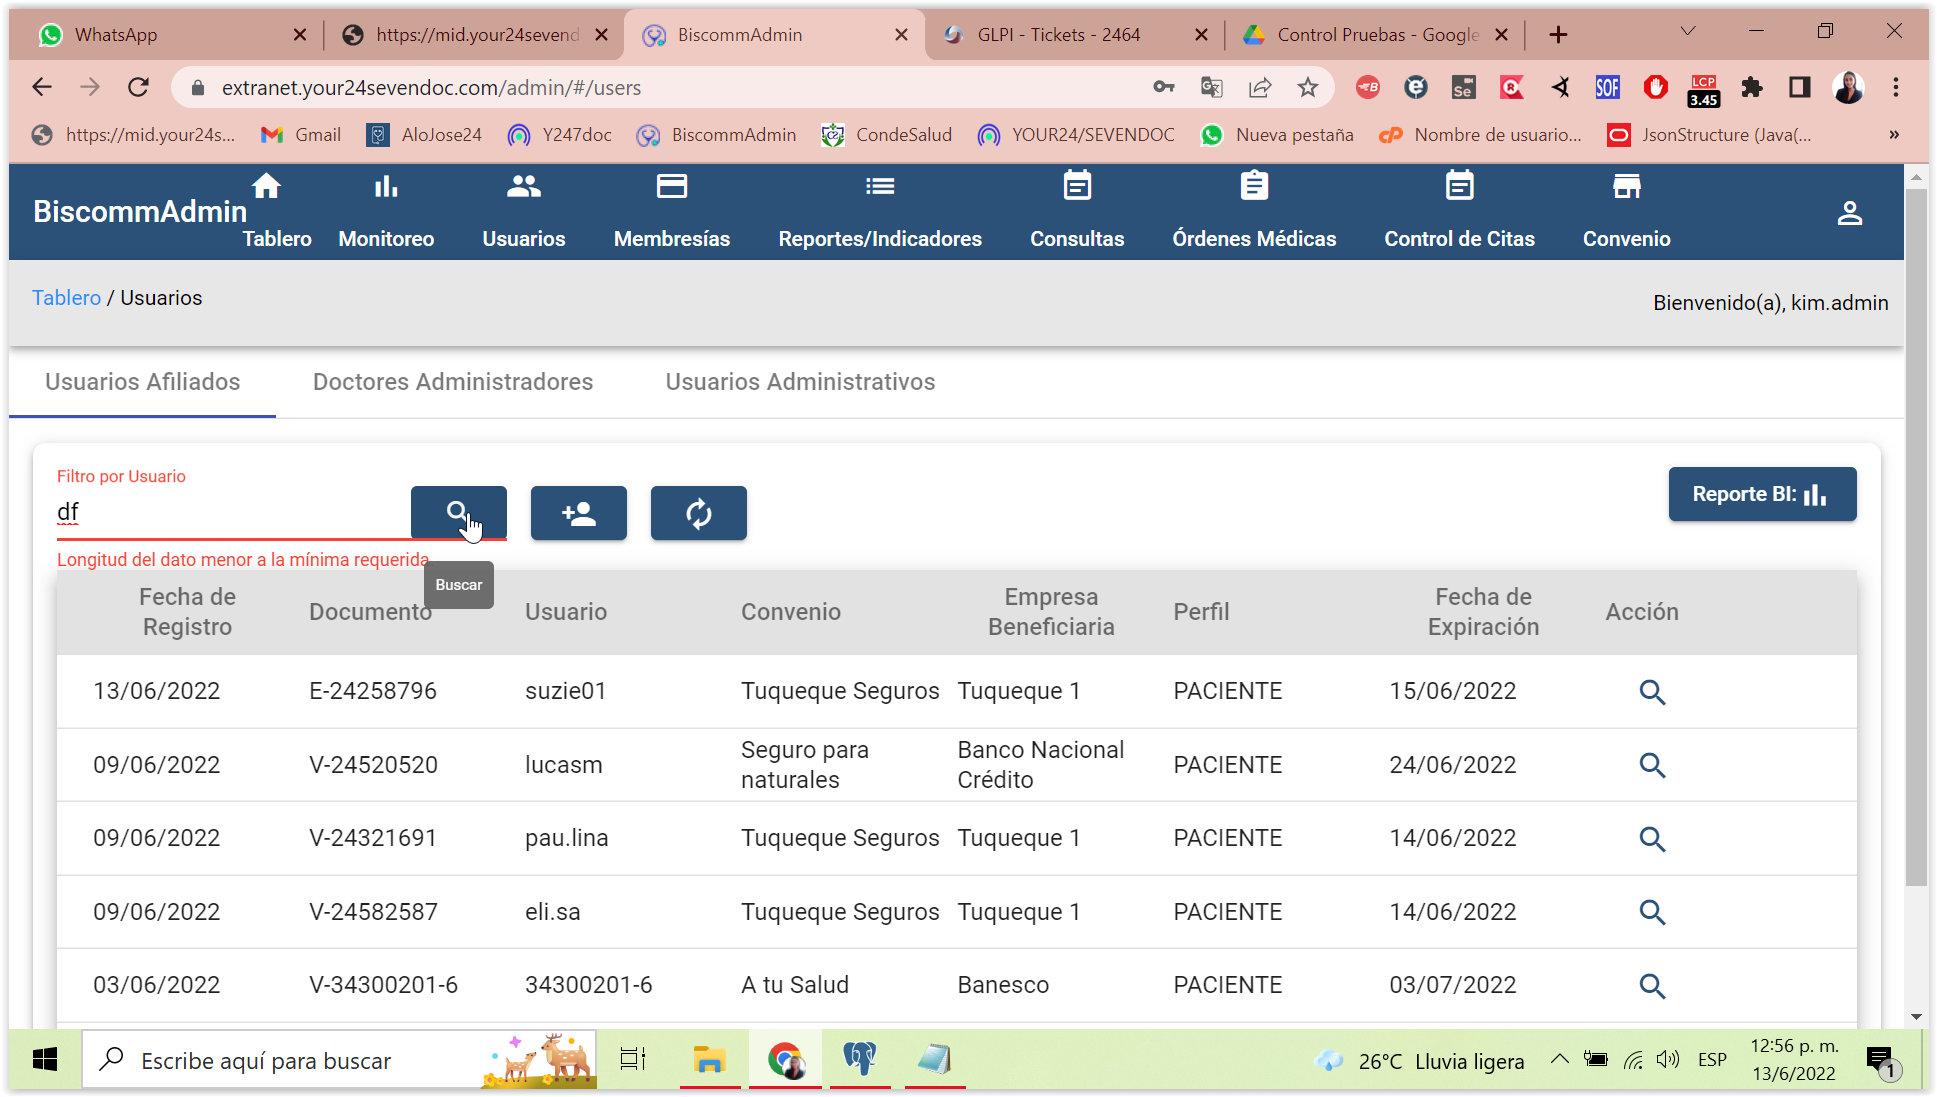 WhatsApp
https://mid.your24sevend
BiscommAdmin
GLPI - Tickets - 2464
Control Pruebas - Google
extranet.your24sevendoc.com/admin/#/users
Se
SOF
LCP
3.45
https://mid.your24s...
Gmail
AloJose24
Y247doc
BiscommAdmin
CondeSalud
YOUR24/SEVENDOC
Nueva pestaña
Nombre de usuario...
JsonStructure (Java(...
»
BiscommAdmin
Tablero
Monitoreo
Usuarios
Membresías
Reportes/Indicadores
Consultas
Órdenes Médicas
Control de Citas
Convenio
Tablero / Usuarios
Bienvenido(a), kim.admin
Usuarios Afiliados
Doctores Administradores
Usuarios Administrativos
Filtro por Usuario
df
Longitud del dato menor a la mínima requerida
Buscar
Reporte BI:
Fecha de
Registro
Documento
Usuario
Convenio
Empresa
Beneficiaria
Perfil
Fecha de
Expiración
Acción
13/06/2022 E-24258796 suzie01 Tuqueque Seguros Tuqueque 1 PACIENTE 15/06/2022
09/06/2022 V-24520520 lucasm Seguro para Banco Nacional PACIENTE 24/06/2022
naturales Crédito
09/06/2022 V-24321691 pau.lina Tuqueque Seguros Tuqueque 1 PACIENTE 14/06/2022
09/06/2022 V-24582587 eli.sa Tuqueque Seguros Tuqueque 1 PACIENTE 14/06/2022
03/06/2022 V-34300201-6 34300201-6 A tu Salud Banesco PACIENTE 03/07/2022
Escribe aquí para buscar
26°C Lluvia ligera
ESP
12:56 p. m.
13/6/2022
1